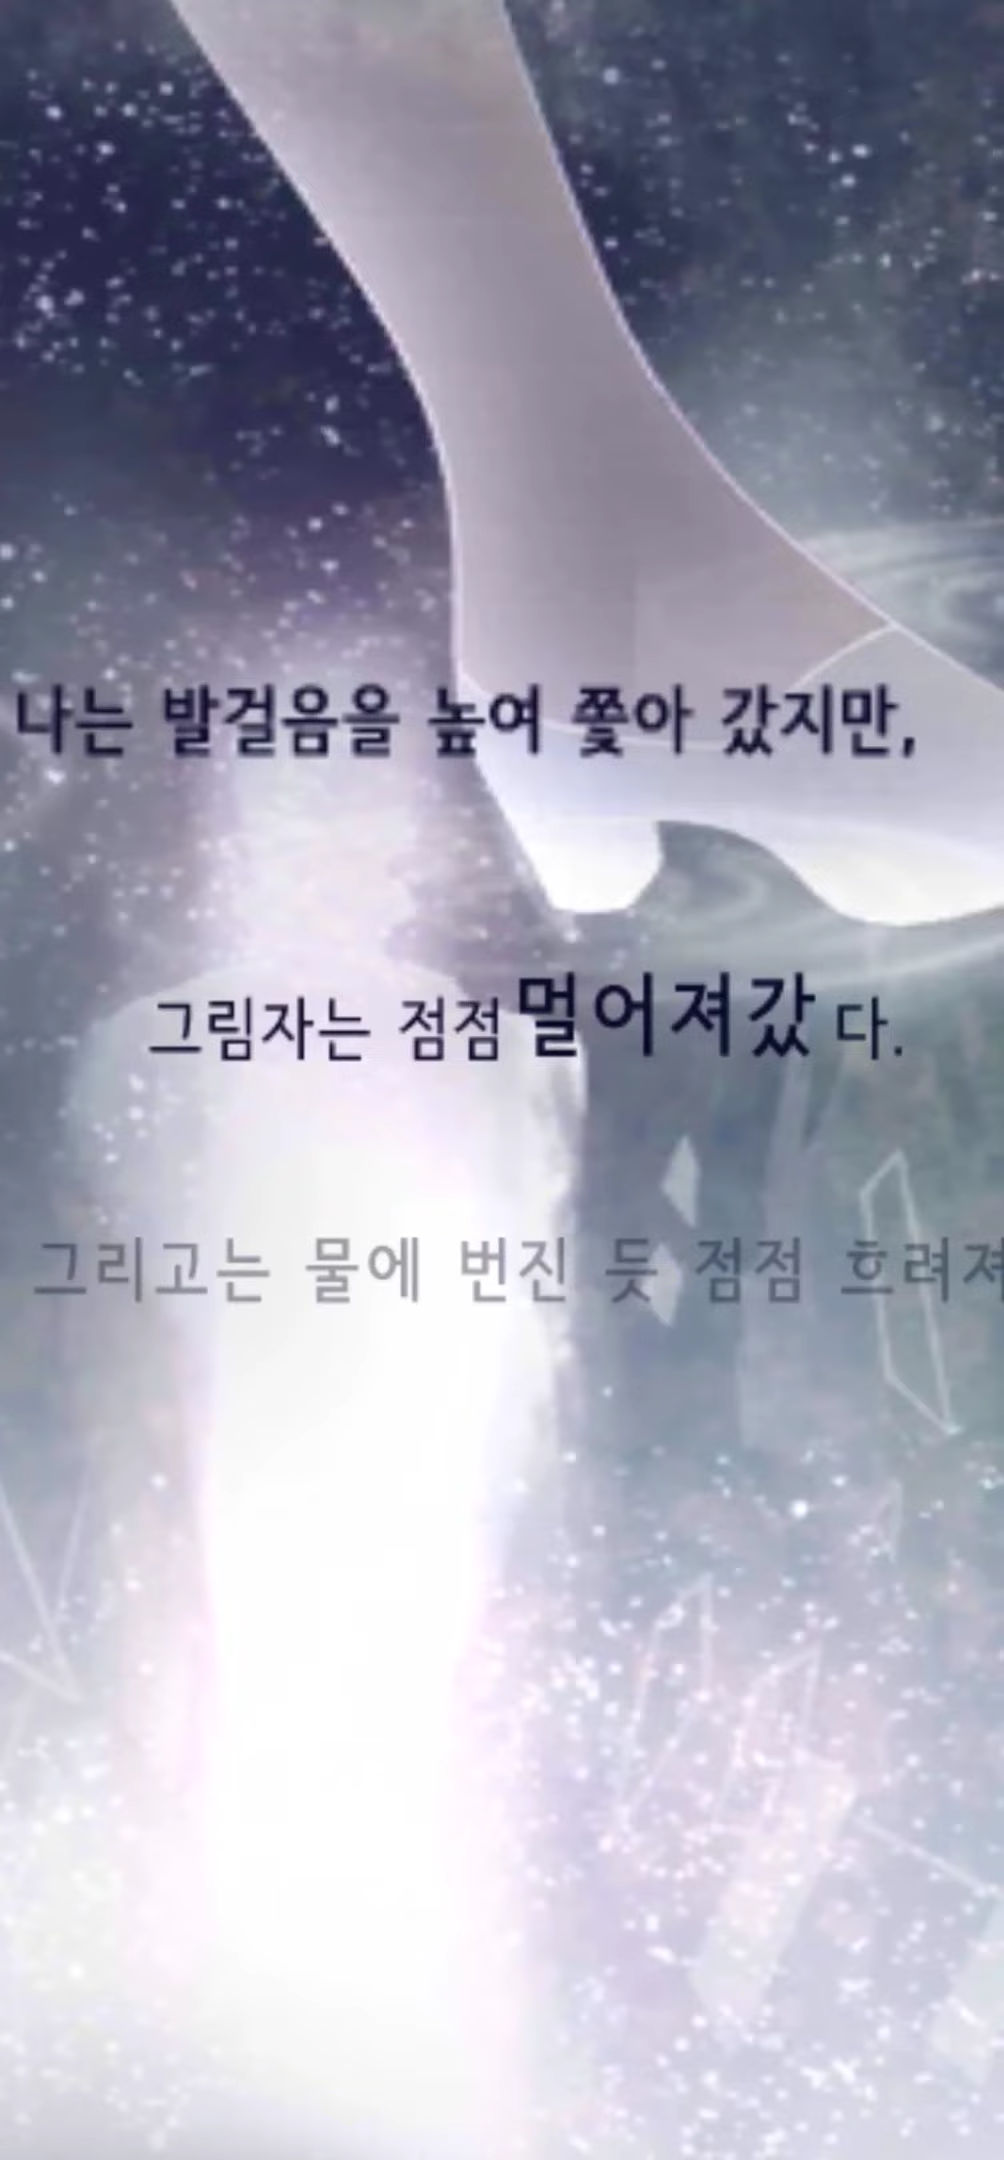 나는 발걸음을 높여 쫓아 갔지만,
그림자는 점점 멀어져갔 다.
그리고는 물에 번진 듯 점점 흐려져